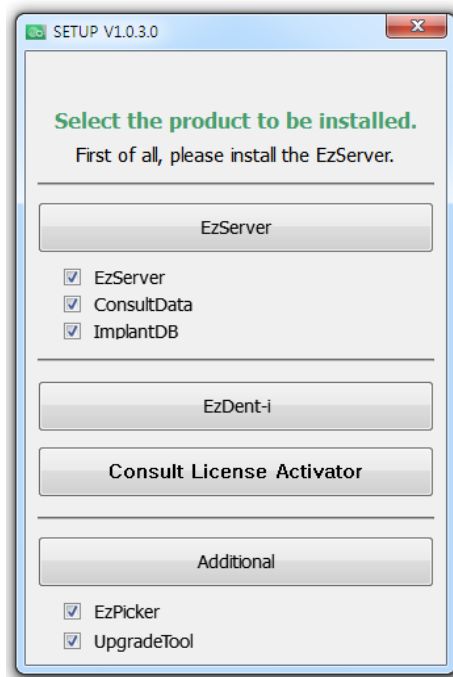 SETUP V1.0.3.0
Select the product to be installed.
First of all, please install the EzServer.
EzServer
EzServer
ConsultData
ImplantDB
EzDent-i
Consult License Activator
Additional
EzPicker
UpgradeTool